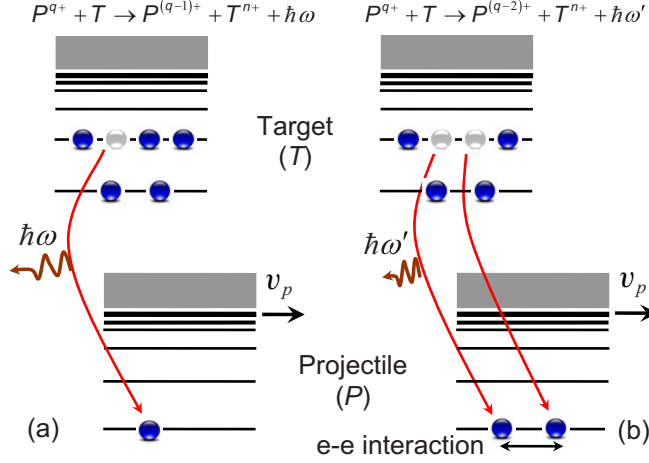 P^{q+} + T → P^{(q-1)+} + T^{n+} + ħω
P^{q+} + T → P^{(q-2)+} + T^{n+} + ħω′
Target
(T)
ħω
ħω′
v_p
v_p
Projectile
(P)
(a)
(b)
e-e interaction